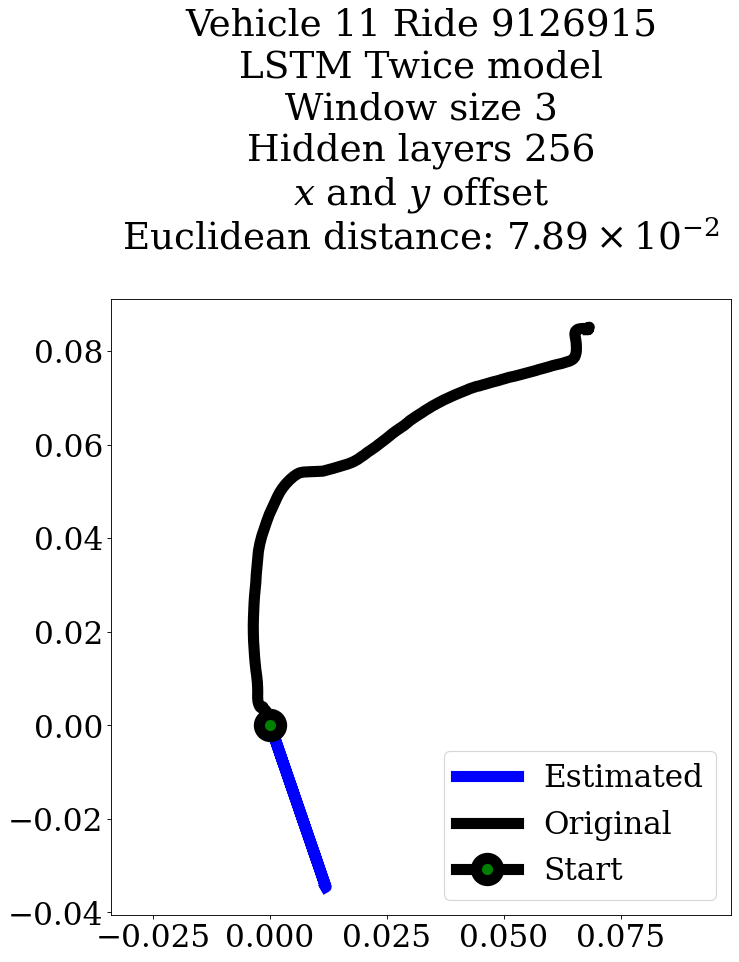 Vehicle 11 Ride 9126915
LSTM Twice model
Window size 3
Hidden layers 256
x and y offset
Euclidean distance: 7.89 × 10⁻²
0.08
0.06
0.04
0.02
0.00
−0.02
−0.04
−0.025 0.000 0.025 0.050 0.075
Estimated
Original
Start